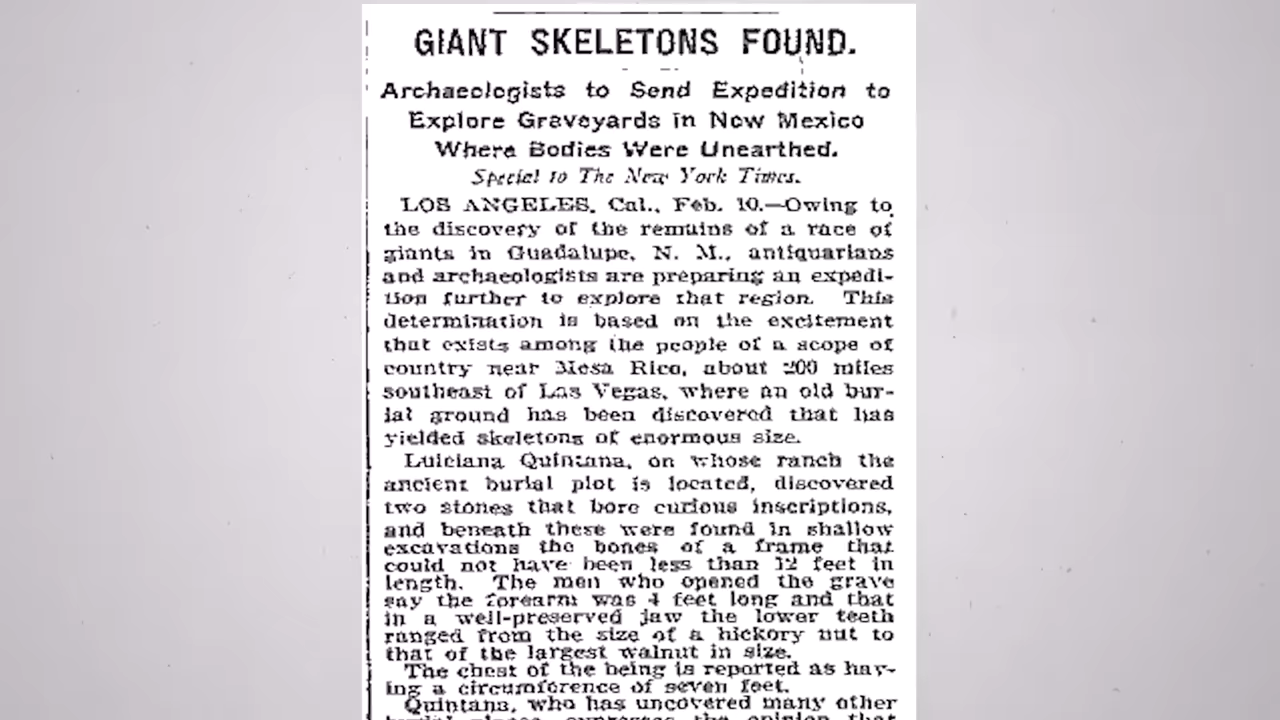 GIANT SKELETONS FOUND.
Archaeologists to Send Expedition to
Explore Graveyards in New Mexico
Where Bodies Were Unearthed.
Special to The New York Times.
LOS ANGELES, Cal., Feb. 10.—Owing to
the discovery of the remains of a race of
giants in Guadalupe, N. M., antiquarians
and archaeologists are preparing an expedi-
tion further to explore that region. This
determination is based on the excitement
that exists among the people of a scope of
country near Mesa Rico, about 200 miles
southeast of Las Vegas, where an old bur-
ial ground has been discovered that has
yielded skeletons of enormous size.
Luiciana Quintana, on whose ranch the
ancient burial plot is located, discovered
two stones that bore curious inscriptions,
and beneath these were found in shallow
excavations the bones of a frame that
could not have been less than 12 feet in
length. The men who opened the grave
say the forearm was 4 feet long and that
in a well-preserved jaw the lower teeth
ranged from the size of a hickory nut to
that of the largest walnut in size.
The chest of the being is reported as hav-
ing a circumference of seven feet.
Quintana, who has uncovered many other